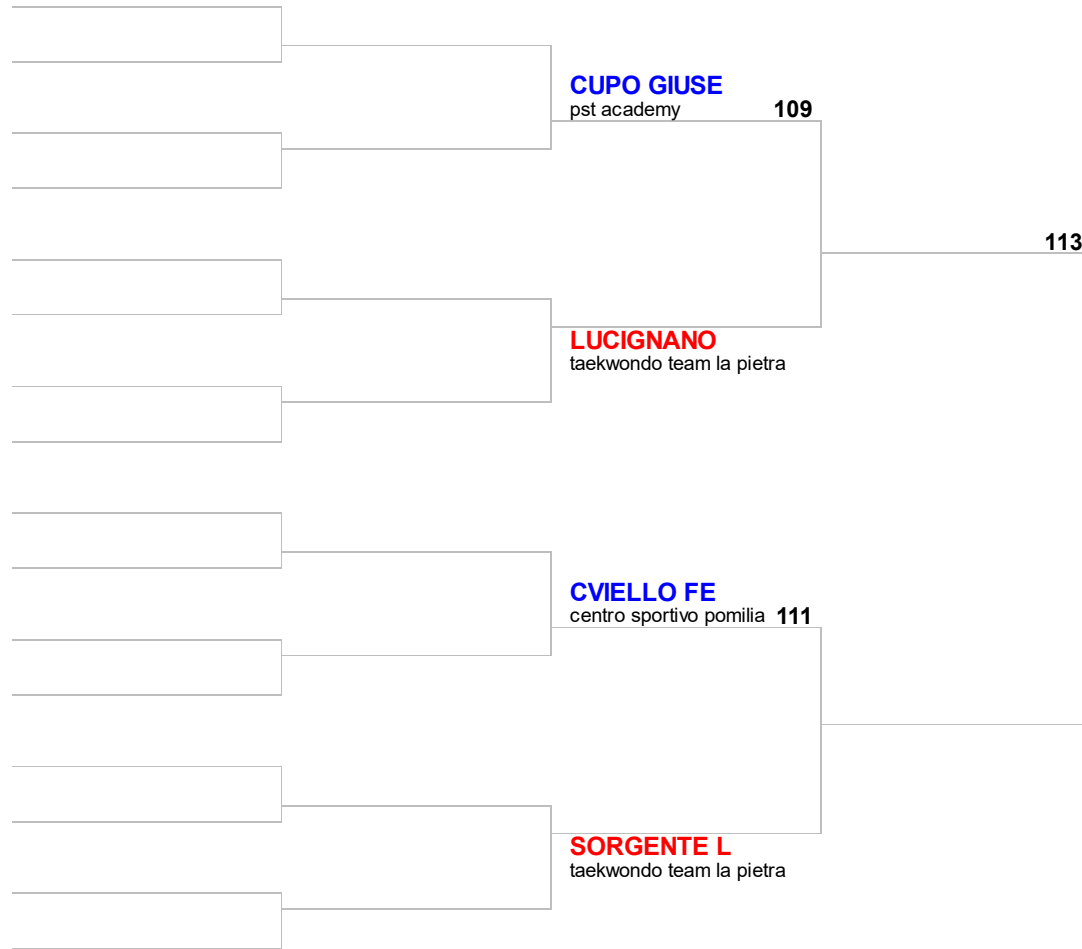 CUPO GIUSE
pst academy 109
113
LUCIGNANO
taekwondo team la pietra
CVIELLO FE
centro sportivo pomilia 111
SORGENTE L
taekwondo team la pietra